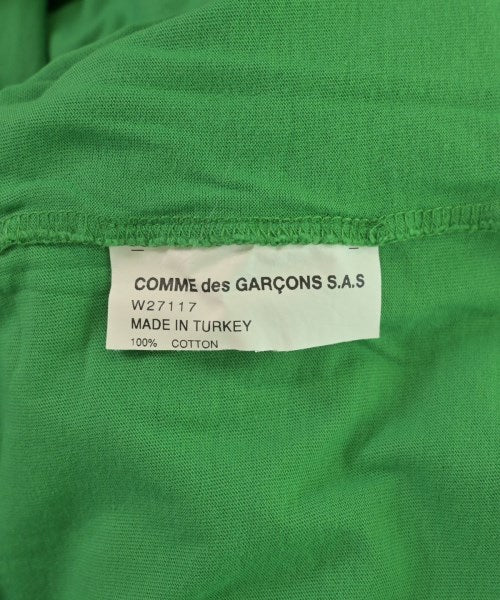 COMME des GARÇONS S.A.S
W27117
MADE IN TURKEY
100% COTTON